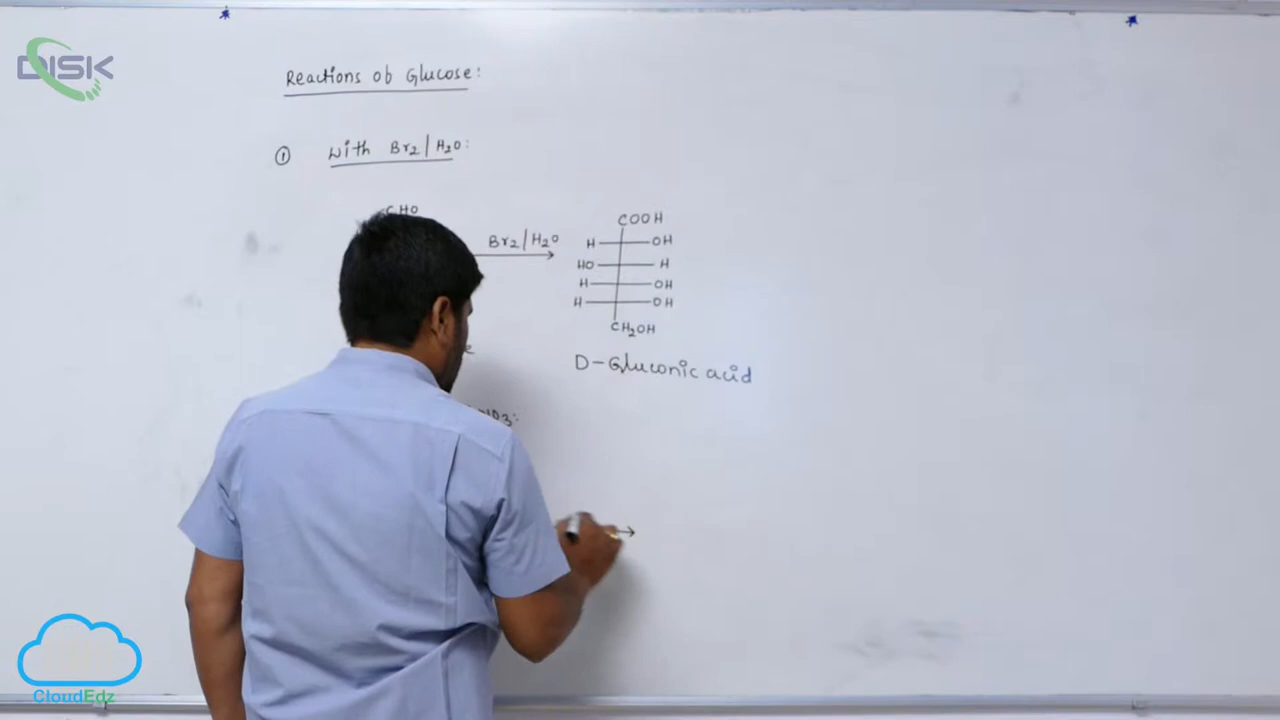 DISK
Reactions of Glucose:
① With Br2/H2O:
CHO
Br2/H2O
COOH
H OH
HO H
H OH
H OH
CH2OH
D-Gluconic acid
NO3:
CloudEdz